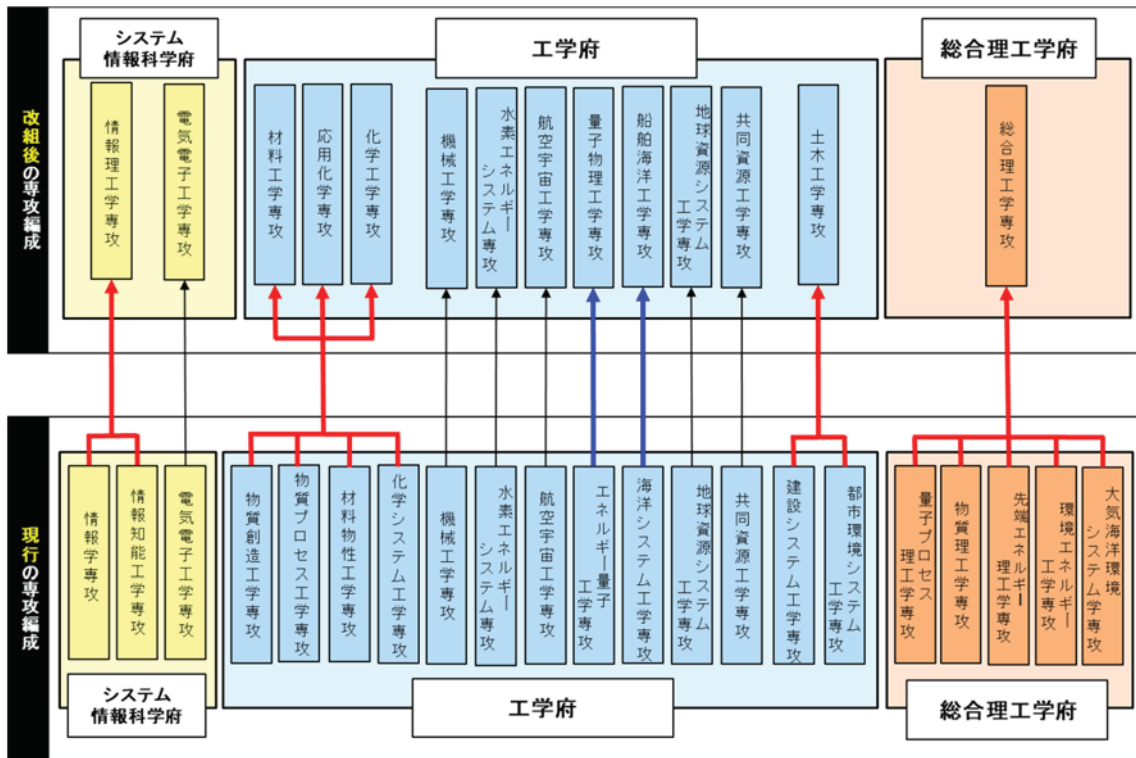 改組後の専攻編成
システム
情報科学府
情報理工学専攻
電気電子工学専攻
工学府
材料工学専攻
応用化学専攻
化学工学専攻
機械工学専攻
水素エネルギー
システム専攻
航空宇宙工学専攻
量子物理工学専攻
船舶海洋工学専攻
地球資源システム
工学専攻
共同資源工学専攻
土木工学専攻
総合理工学府
総合理工学専攻
現行の専攻編成
情報学専攻
情報知能工学専攻
電気電子工学専攻
システム
情報科学府
物質創造工学専攻
物質プロセス工学専攻
材料物性工学専攻
化学システム工学専攻
機械工学専攻
水素エネルギー
システム専攻
航空宇宙工学専攻
エネルギー量子
工学専攻
海洋システム工学専攻
地球資源システム
工学専攻
共同資源工学専攻
建設システム工学専攻
都市環境システム
工学専攻
工学府
量子プロセス
理工学専攻
物質理工学専攻
先端エネルギー
理工学専攻
環境エネルギー
工学専攻
大気海洋環境
システム学専攻
総合理工学府